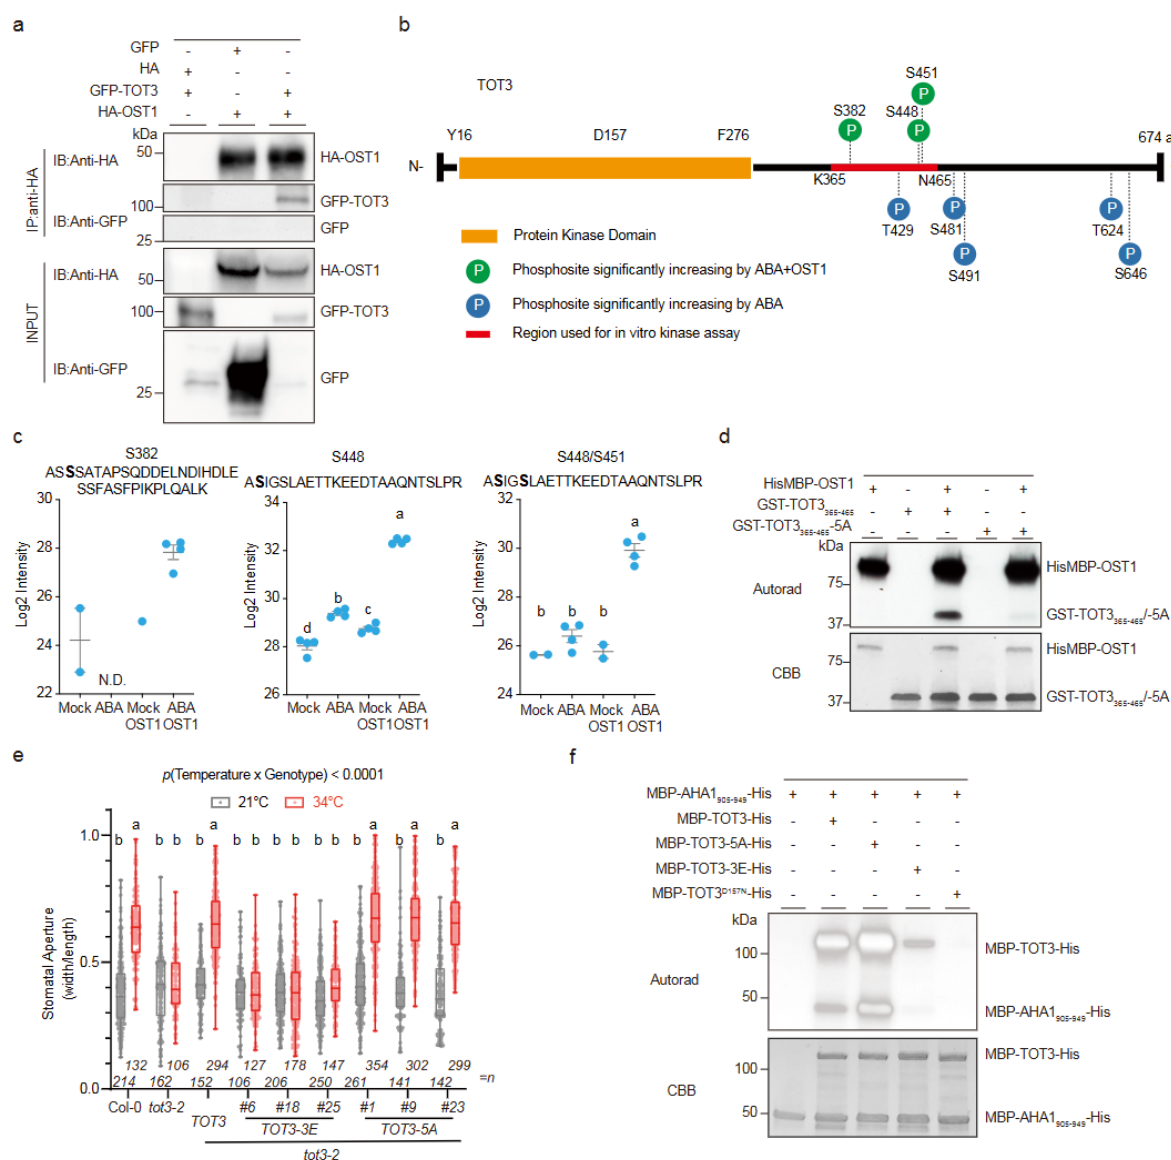 a
GFP - + -
HA + - -
GFP-TOT3 + - +
HA-OST1 - + +
kDa
IP:anti-HA
IB:Anti-HA
50
HA-OST1
100
GFP-TOT3
IB:Anti-GFP
GFP
25
INPUT
IB:Anti-HA
HA-OST1
50
100
GFP-TOT3
IB:Anti-GFP
GFP
25
b
TOT3
S451
S382 S448
P
P P
Y16 D157 F276 674 a
N-
K365 N465
P P P
T429 S481 T624
P P
S491 S646
Protein Kinase Domain
P Phosphosite significantly increasing by ABA+OST1
P Phosphosite significantly increasing by ABA
Region used for in vitro kinase assay
c
S382
ASSSATAPSQDDELNDIHDLE
SSFASFPIKPLQALK
Log2 Intensity
30
28
26
24
22
N.D.
Mock ABA Mock ABA
OST1 OST1
S448
ASIGSLAETTKEEDTAAQNTSLPR
Log2 Intensity
34
32
30
28
26
d b c a
Mock ABA Mock ABA
OST1 OST1
S448/S451
ASIGSLAETTKEEDTAAQNTSLPR
Log2 Intensity
32
30
28
26
24
b b b a
Mock ABA Mock ABA
OST1 OST1
d
HisMBP-OST1 + - + - +
GST-TOT3365-465 - + + - -
GST-TOT3365-465-5A - - - + +
kDa
Autorad
HisMBP-OST1
75
GST-TOT3365-465/-5A
37
CBB
HisMBP-OST1
75
GST-TOT3365-465/-5A
37
e
p(Temperature x Genotype) < 0.0001
21°C 34°C
Stomatal Aperture
(width/length)
1.0
0.5
0.0
b a b b b a b b b b b b b a b a b a
132 106 294 127 178 147 354 302 299
214 162 152 106 206 250 261 141 142 =n
Col-0 tot3-2 TOT3 #6 #18 #25 #1 #9 #23
TOT3-3E TOT3-5A
tot3-2
f
MBP-AHA1905-949-His + + + + +
MBP-TOT3-His - + - - -
MBP-TOT3-5A-His - - + - -
MBP-TOT3-3E-His - - - + -
MBP-TOT3D157N-His - - - - +
kDa
Autorad
100
MBP-TOT3-His
50
MBP-AHA1905-949-His
CBB
100
MBP-TOT3-His
50
MBP-AHA1905-949-His